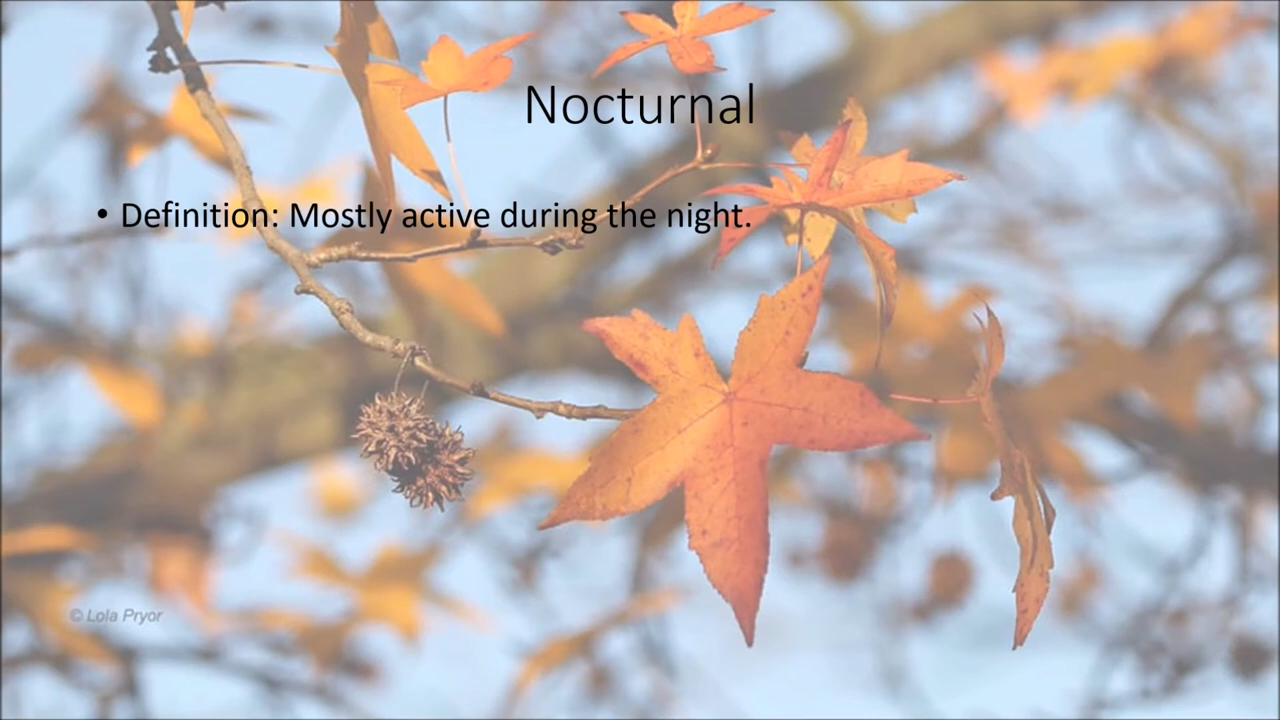 Nocturnal
• Definition: Mostly active during the night.
© Lola Pryor